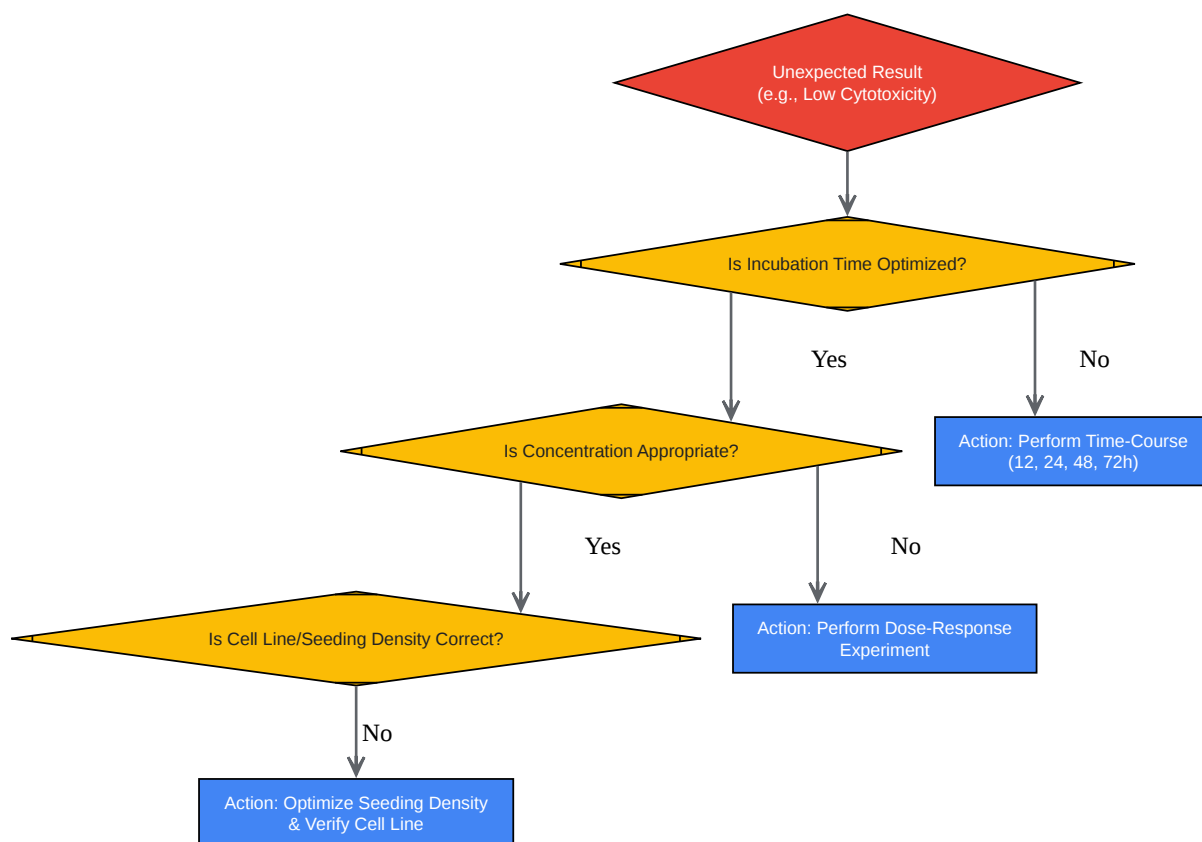 Unexpected Result
(e.g., Low Cytotoxicity)
Is Incubation Time Optimized?
Yes
No
Is Concentration Appropriate?
Action: Perform Time-Course
(12, 24, 48, 72h)
Yes
No
Is Cell Line/Seeding Density Correct?
Action: Perform Dose-Response
Experiment
No
Action: Optimize Seeding Density
& Verify Cell Line